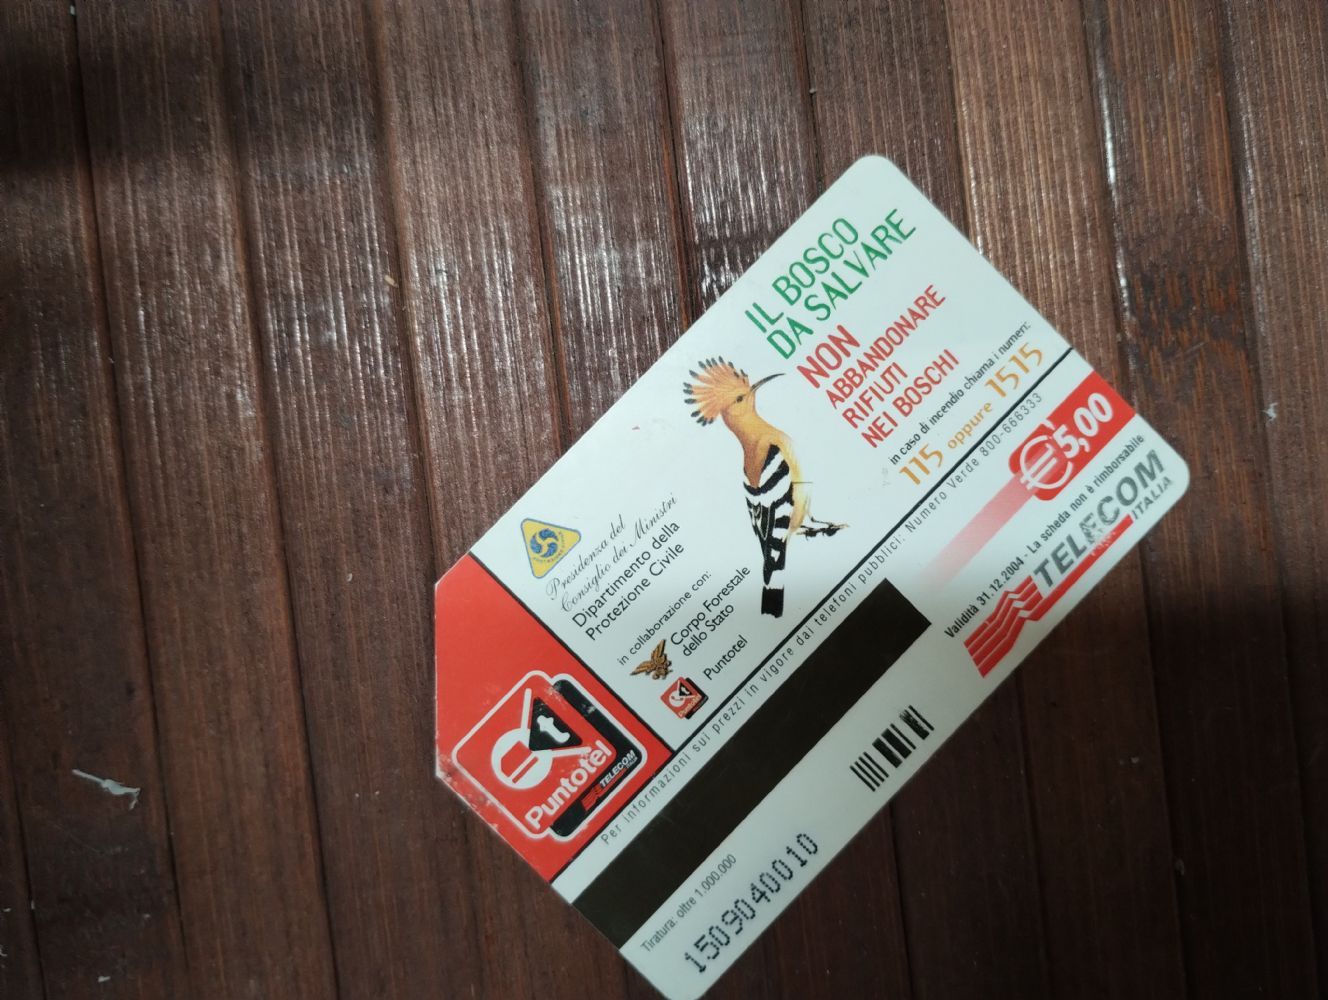 IL BOSCO
DA SALVARE
NON
ABBANDONARE
RIFIUTI
NEI BOSCHI
in caso di incendio chiama i numeri:
115 oppure 1515
Presidenza del
Consiglio dei Ministri
Dipartimento della
Protezione Civile
in collaborazione con:
Corpo Forestale
dello Stato
Puntotel
t
Puntotel
TELECOM
Per informazioni sui prezzi in vigore dai telefoni pubblici: Numero Verde 800-666333
€5,00
Validità 31.12.2004 - La scheda non è rimborsabile
TELECOM
ITALIA
Tiratura: oltre 1.000.000
1509040010